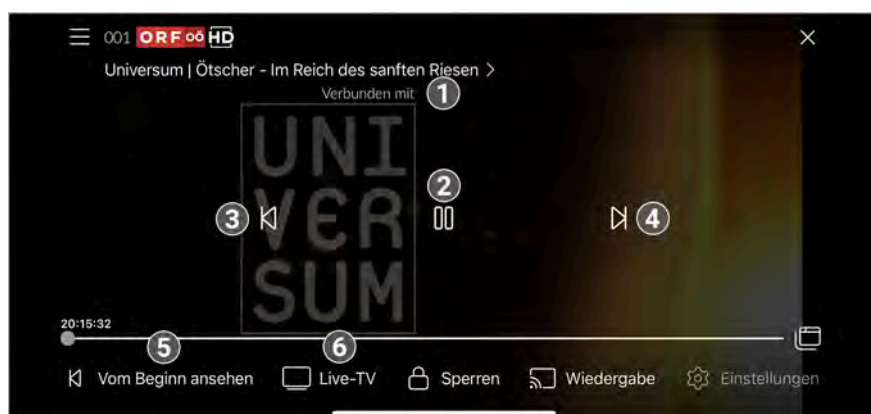 001 ORF oö HD
Universum | Ötscher – Im Reich des sanften Riesen >
Verbunden mit 1
UNI
VER
SUM
2
3
4
20:15:32
5 6
Vom Beginn ansehen Live-TV Sperren Wiedergabe Einstellungen